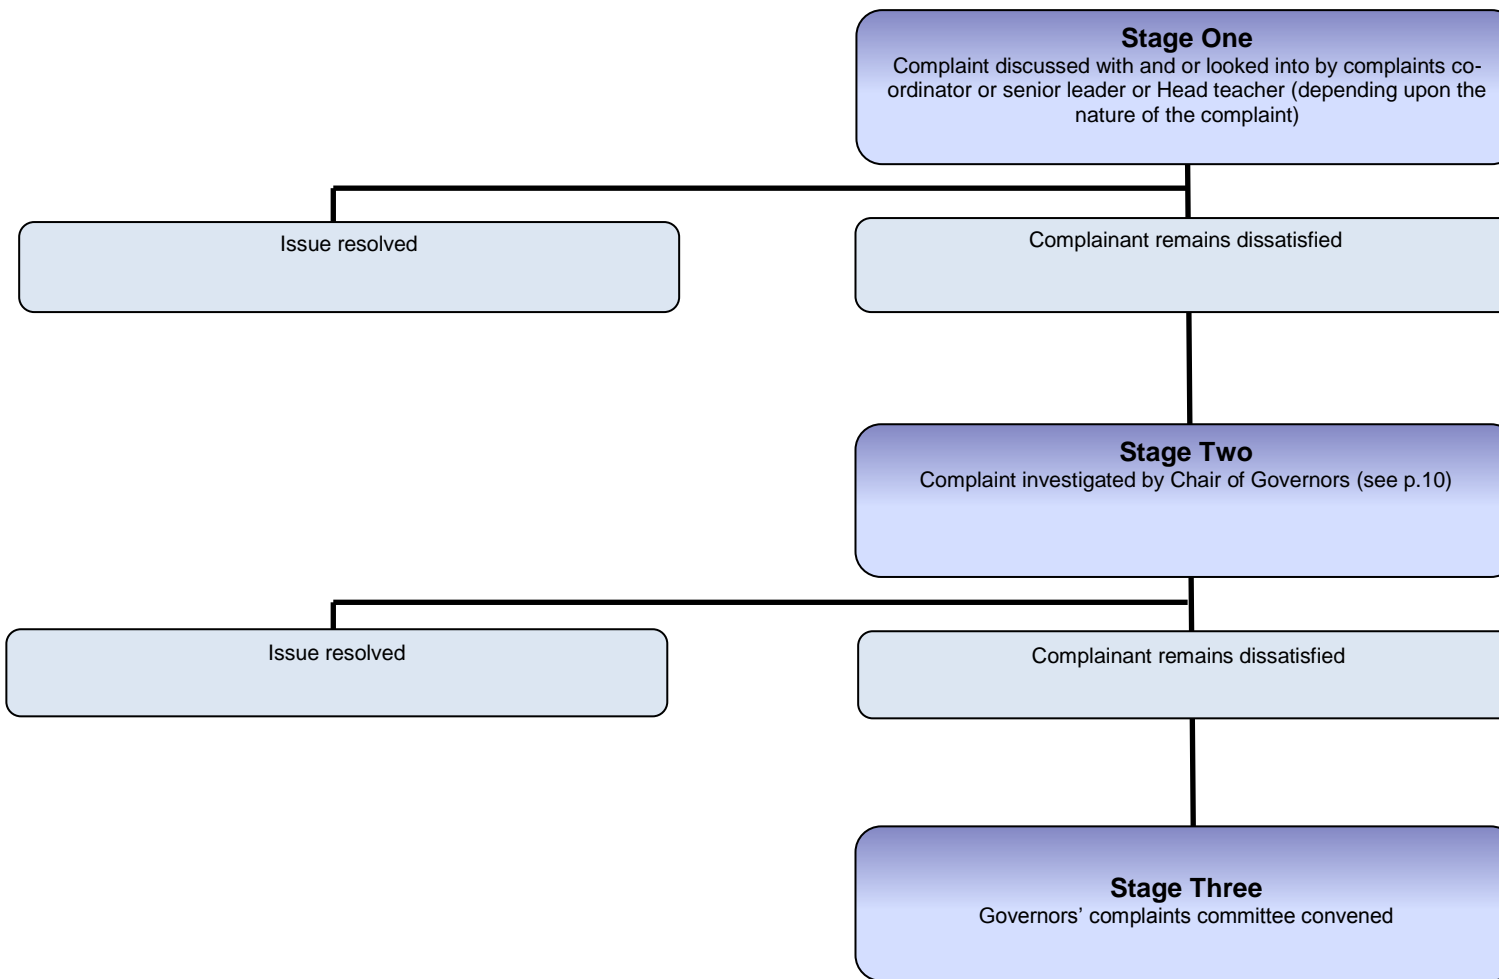 Stage One
Complaint discussed with and or looked into by complaints co-
ordinator or senior leader or Head teacher (depending upon the
nature of the complaint)
Issue resolved
Complainant remains dissatisfied
Stage Two
Complaint investigated by Chair of Governors (see p.10)
Issue resolved
Complainant remains dissatisfied
Stage Three
Governors’ complaints committee convened